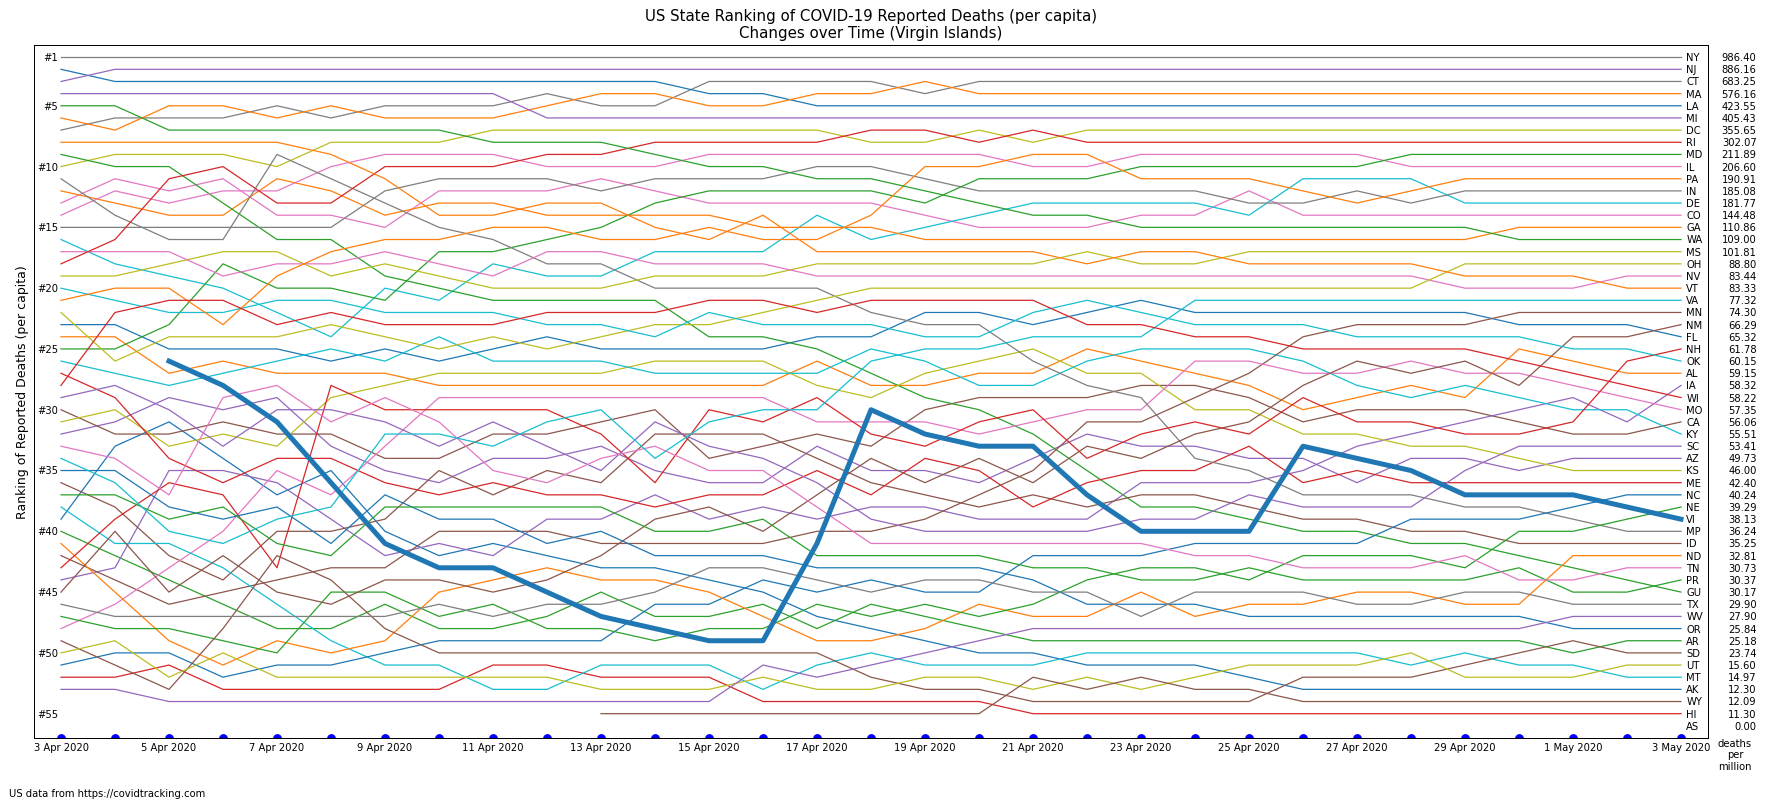 US State Ranking of COVID-19 Reported Deaths (per capita)
Changes over Time (Virgin Islands)
Ranking of Reported Deaths (per capita)
#1
#5
#10
#15
#20
#25
#30
#35
#40
#45
#50
#55
NY 986.40
NJ 886.16
CT 683.25
MA 576.16
LA 423.55
MI 405.43
DC 355.65
RI 302.07
MD 211.89
IL 206.60
PA 190.91
IN 185.08
DE 181.77
CO 144.48
GA 110.86
WA 109.00
MS 101.81
OH 88.80
NV 83.44
VT 83.33
VA 77.32
MN 74.30
NM 66.29
FL 65.32
NH 61.78
OK 60.15
AL 59.15
IA 58.32
WI 58.22
MO 57.35
CA 56.06
KY 55.51
SC 53.41
AZ 49.73
KS 46.00
ME 42.40
NC 40.24
NE 39.29
VI 38.13
MP 36.24
ID 35.25
ND 32.81
TN 30.73
PR 30.37
GU 30.17
TX 29.90
WV 27.90
OR 25.84
AR 25.18
SD 23.74
UT 15.60
MT 14.97
AK 12.30
WY 12.09
HI 11.30
AS 0.00
3 Apr 2020 5 Apr 2020 7 Apr 2020 9 Apr 2020 11 Apr 2020 13 Apr 2020 15 Apr 2020 17 Apr 2020 19 Apr 2020 21 Apr 2020 23 Apr 2020 25 Apr 2020 27 Apr 2020 29 Apr 2020 1 May 2020 3 May 2020
deaths
per
million
US data from https://covidtracking.com